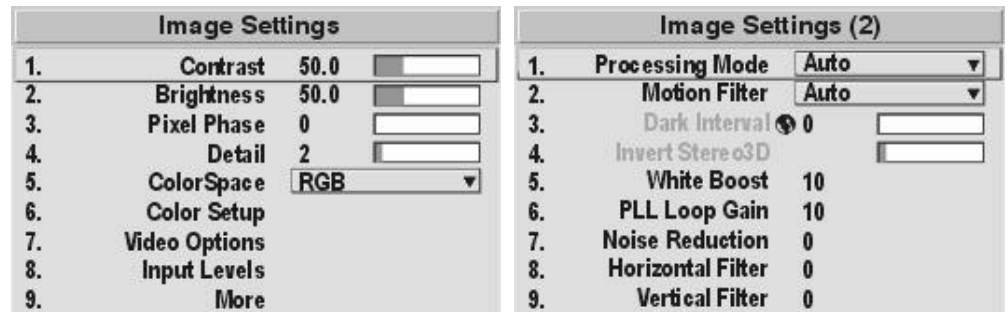 Image Settings
1. Contrast 50.0
2. Brightness 50.0
3. Pixel Phase 0
4. Detail 2
5. ColorSpace RGB
6. Color Setup
7. Video Options
8. Input Levels
9. More
Image Settings (2)
1. Processing Mode Auto
2. Motion Filter Auto
3. Dark Interval 0
4. Invert Stereo3D
5. White Boost 10
6. PLL Loop Gain 10
7. Noise Reduction 0
8. Horizontal Filter 0
9. Vertical Filter 0